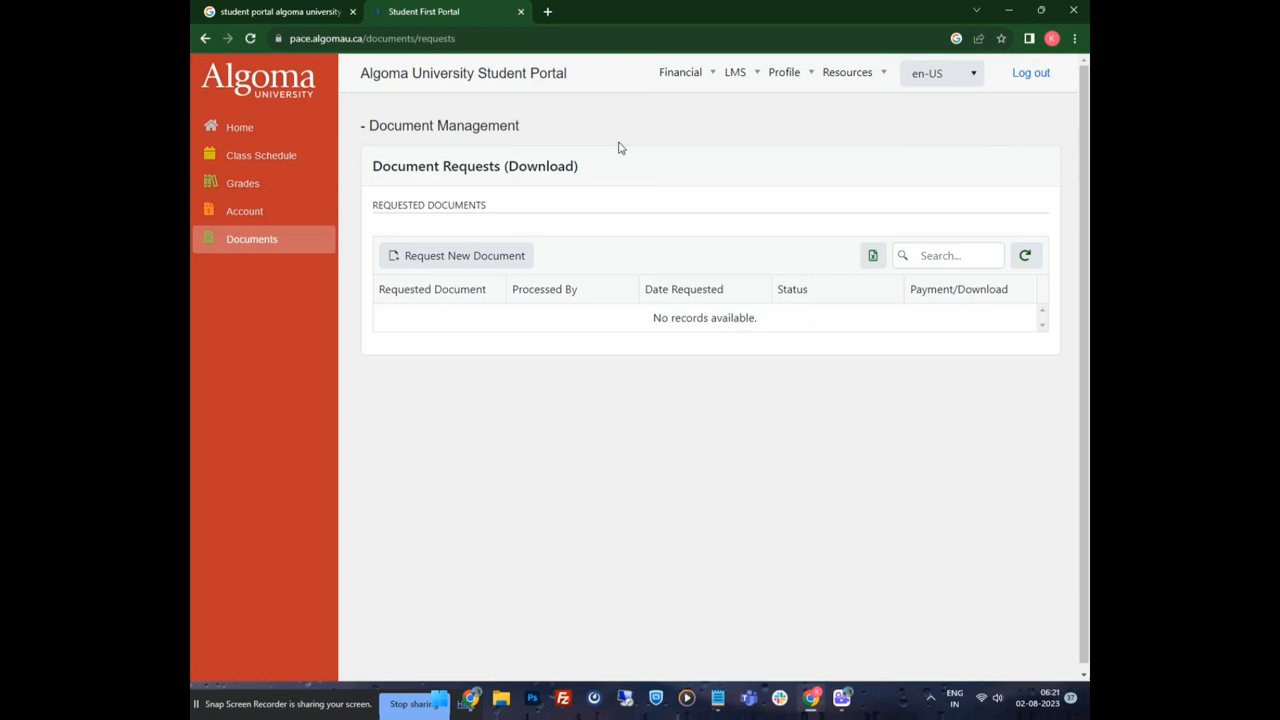 student portal algoma university
Student First Portal
pace.algomau.ca/documents/requests
K
Algoma
UNIVERSITY
Algoma University Student Portal
Financial
LMS
Profile
Resources
en-US
Log out
Home
Class Schedule
Grades
Account
Documents
- Document Management
Document Requests (Download)
REQUESTED DOCUMENTS
Request New Document
Search...
Requested Document
Processed By
Date Requested
Status
Payment/Download
No records available.
Snap Screen Recorder is sharing your screen.
Stop sharing
Ps
ENG
IN
06:21
02-08-2023
37